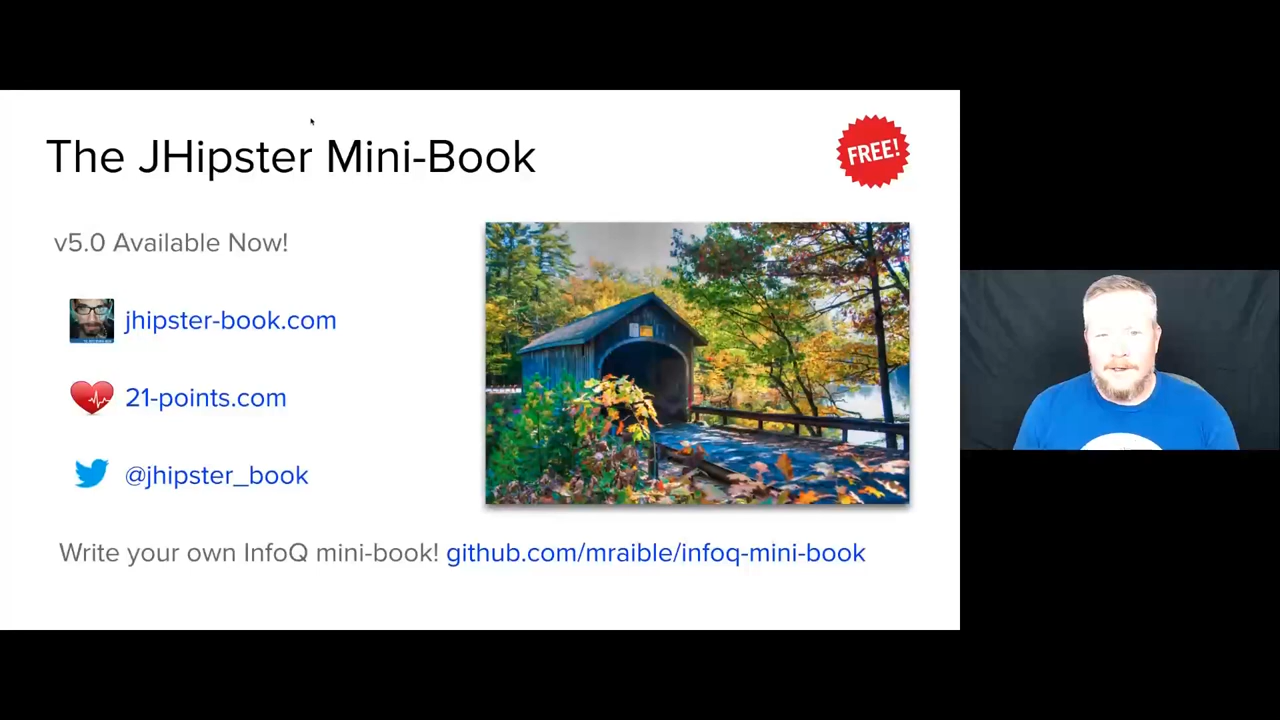 The JHipster Mini-Book
FREE!
v5.0 Available Now!
jhipster-book.com
21-points.com
@jhipster_book
Write your own InfoQ mini-book! github.com/mraible/infoq-mini-book